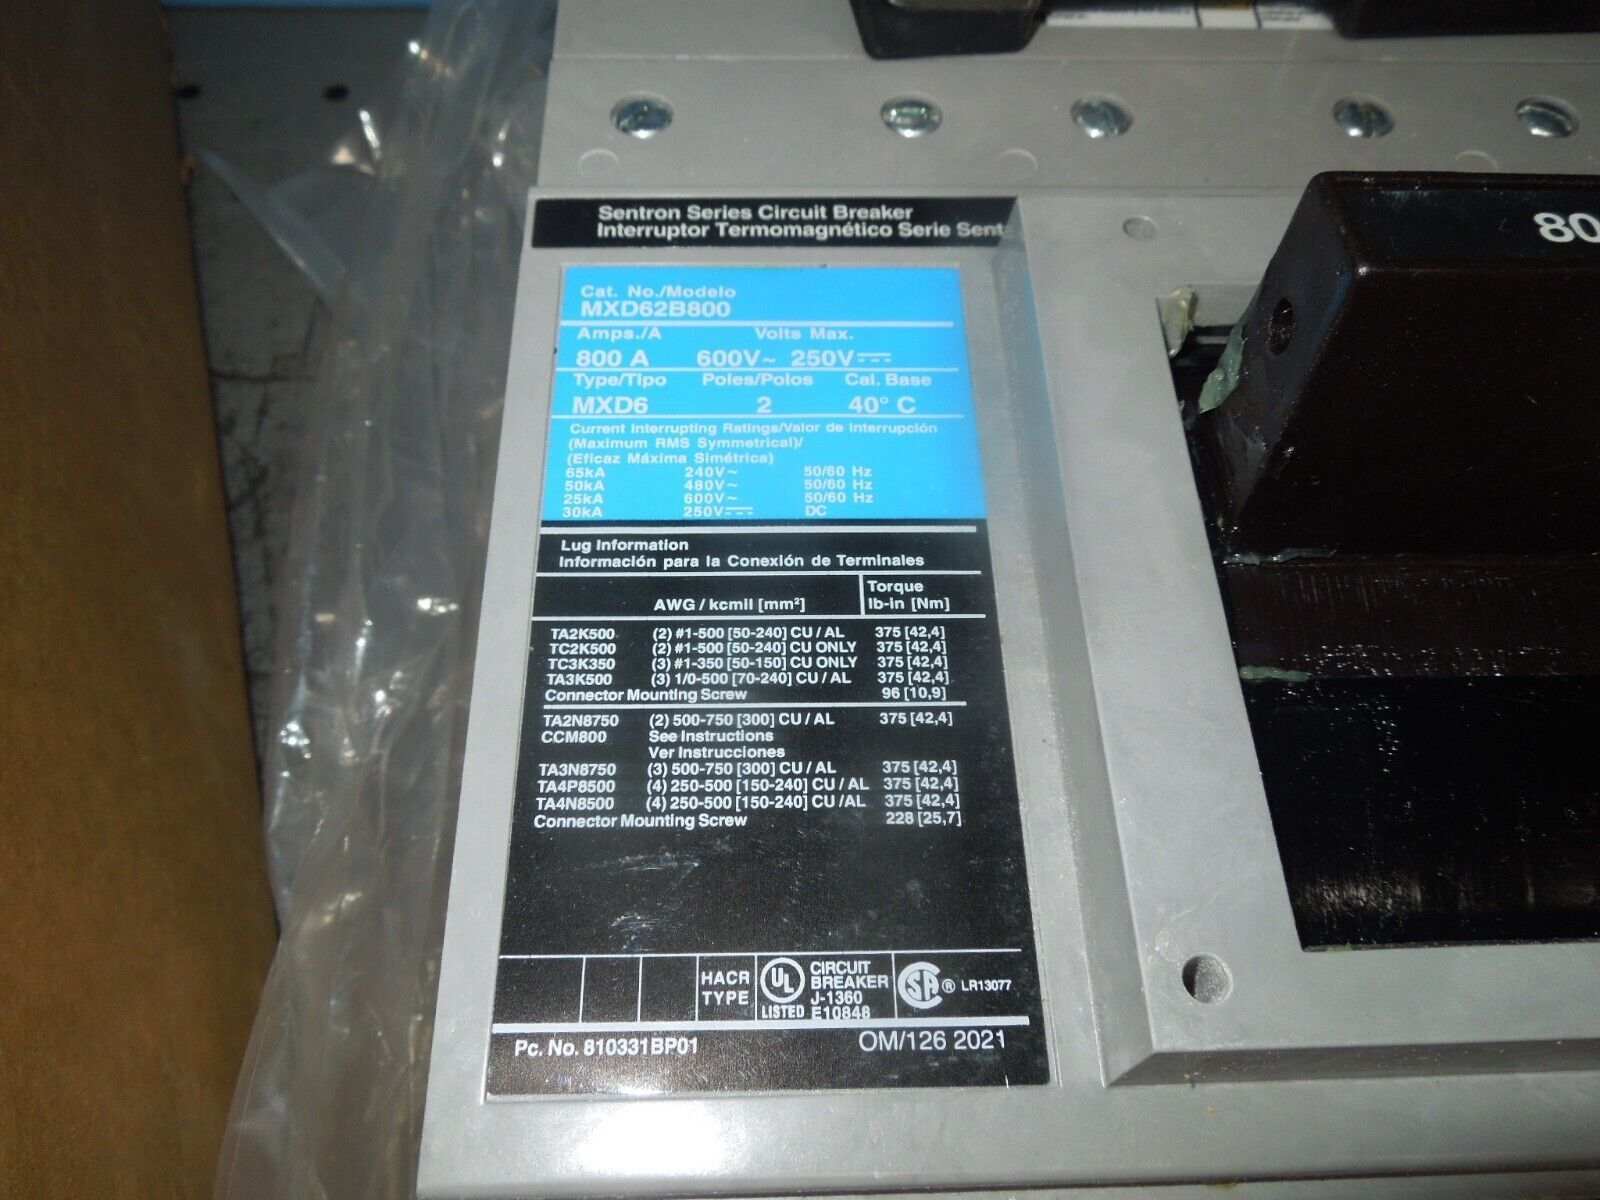 80
Sentron Series Circuit Breaker
Interruptor Termomagnético Serie Sent
Cat. No./Modelo
MXD62B800
Amps./A Volts Max.
800 A 600V~ 250V⎓
Type/Tipo Poles/Polos Cal. Base
MXD6 2 40° C
Current Interrupting Ratings/Valor de Interrupción
(Maximum RMS Symmetrical)/
(Eficaz Máxima Simétrica)
65kA 240V~ 50/60 Hz
50kA 480V~ 50/60 Hz
25kA 600V~ 50/60 Hz
30kA 250V⎓ DC
Lug Information
Información para la Conexión de Terminales
AWG / kcmil [mm²] Torque lb-in [Nm]
TA2K500 (2) #1-500 [50-240] CU / AL 375 [42,4]
TC2K500 (2) #1-500 [50-240] CU ONLY 375 [42,4]
TC3K350 (3) #1-350 [50-150] CU ONLY 375 [42,4]
TA3K500 (3) 1/0-500 [70-240] CU / AL 375 [42,4]
Connector Mounting Screw 96 [10,9]
TA2N8750 (2) 500-750 [300] CU / AL 375 [42,4]
CCM800 See Instructions
Ver Instrucciones
TA3N8750 (3) 500-750 [300] CU / AL 375 [42,4]
TA4P8500 (4) 250-500 [150-240] CU / AL 375 [42,4]
TA4N8500 (4) 250-500 [150-240] CU / AL 375 [42,4]
Connector Mounting Screw 228 [25,7]
HACR TYPE
UL LISTED
CIRCUIT BREAKER J-1360 E10848
SA ® LR13077
Pc. No. 810331BP01 OM/126 2021